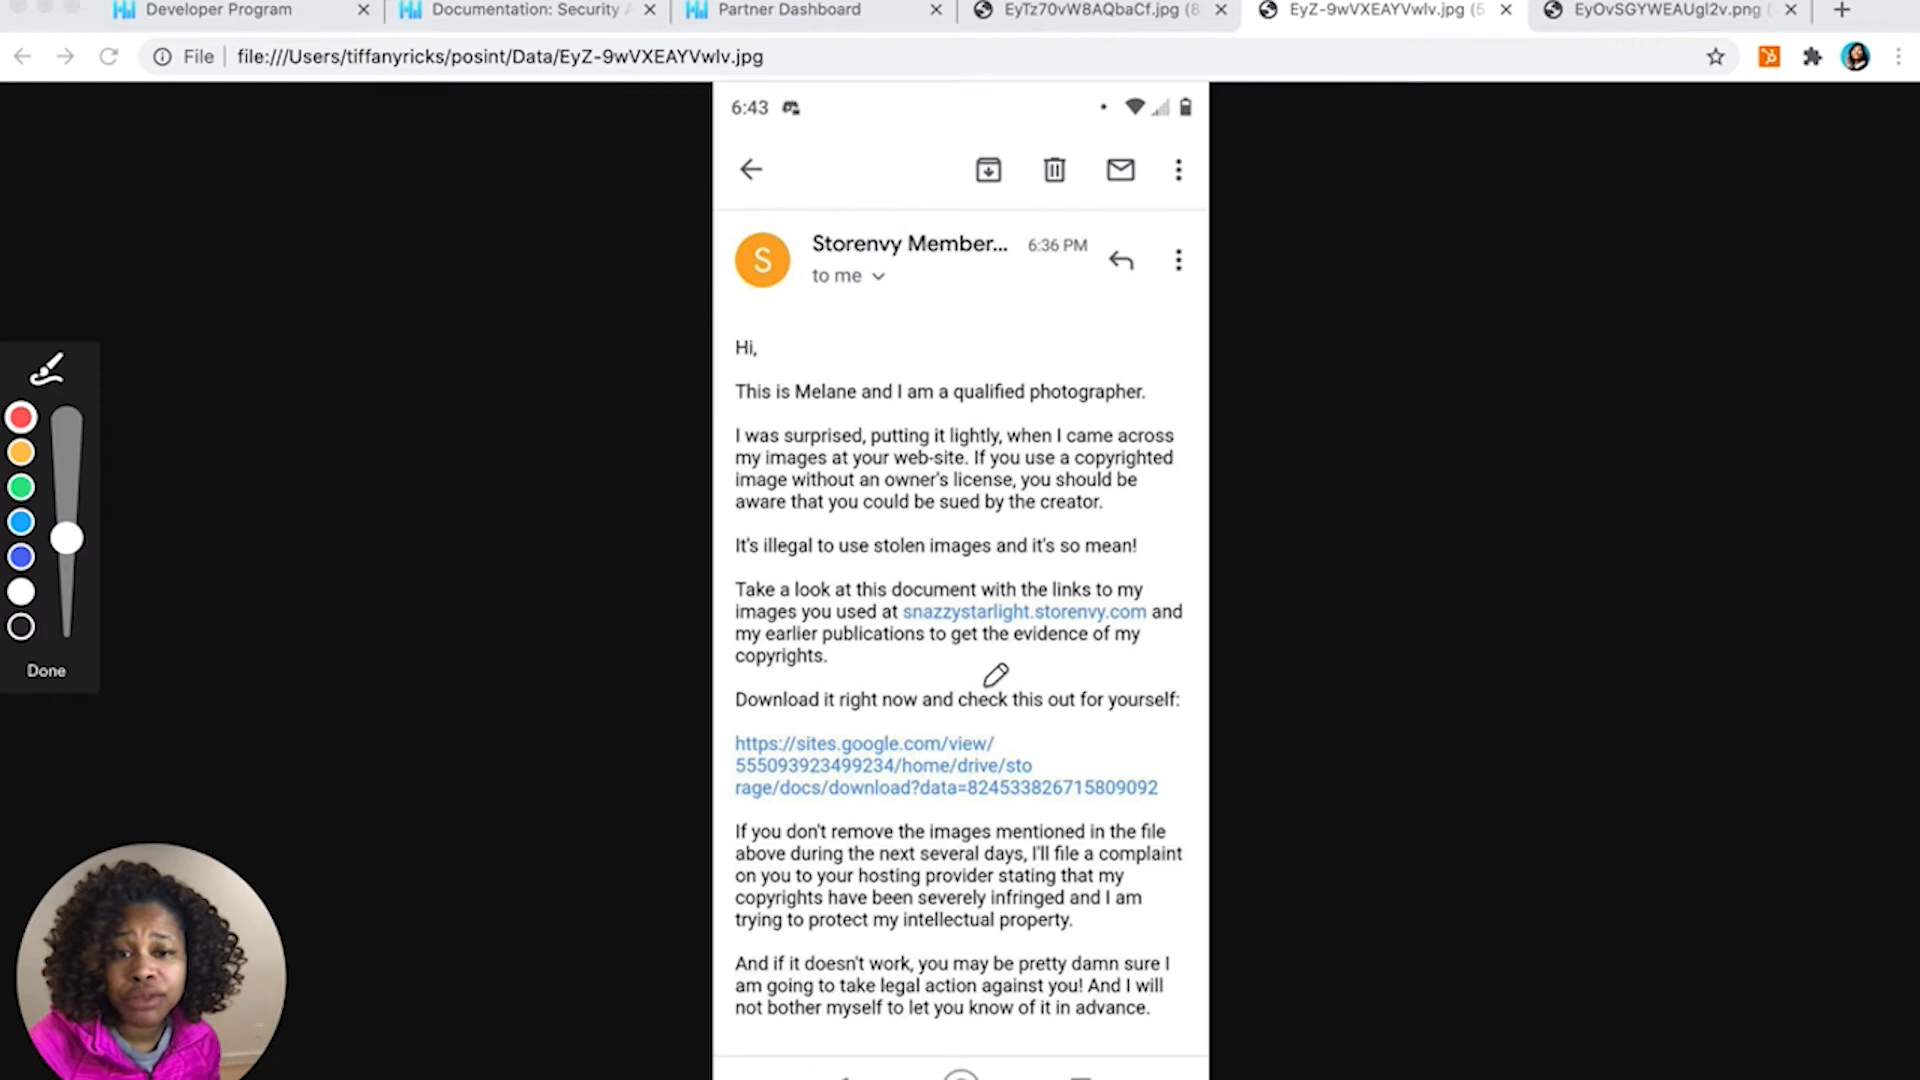 Developer Program
Documentation: Security
Partner Dashboard
EyTz70vW8AQbaCf.jpg (8
EyZ-9wVXEAYVwIv.jpg (5
EyOvSGYWEAUgl2v.png (
File
file:///Users/tiffanyricks/posint/Data/EyZ-9wVXEAYVwIv.jpg
6:43
S
Storenvy Member...
6:36 PM
to me
Hi,
This is Melane and I am a qualified photographer.
I was surprised, putting it lightly, when I came across
my images at your web-site. If you use a copyrighted
image without an owner's license, you should be
aware that you could be sued by the creator.
It's illegal to use stolen images and it's so mean!
Take a look at this document with the links to my
images you used at snazzystarlight.storenvy.com and
my earlier publications to get the evidence of my
copyrights.
Download it right now and check this out for yourself:
https://sites.google.com/view/
555093923499234/home/drive/sto
rage/docs/download?data=824533826715809092
If you don't remove the images mentioned in the file
above during the next several days, I'll file a complaint
on you to your hosting provider stating that my
copyrights have been severely infringed and I am
trying to protect my intellectual property.
And if it doesn't work, you may be pretty damn sure I
am going to take legal action against you! And I will
not bother myself to let you know of it in advance.
Done